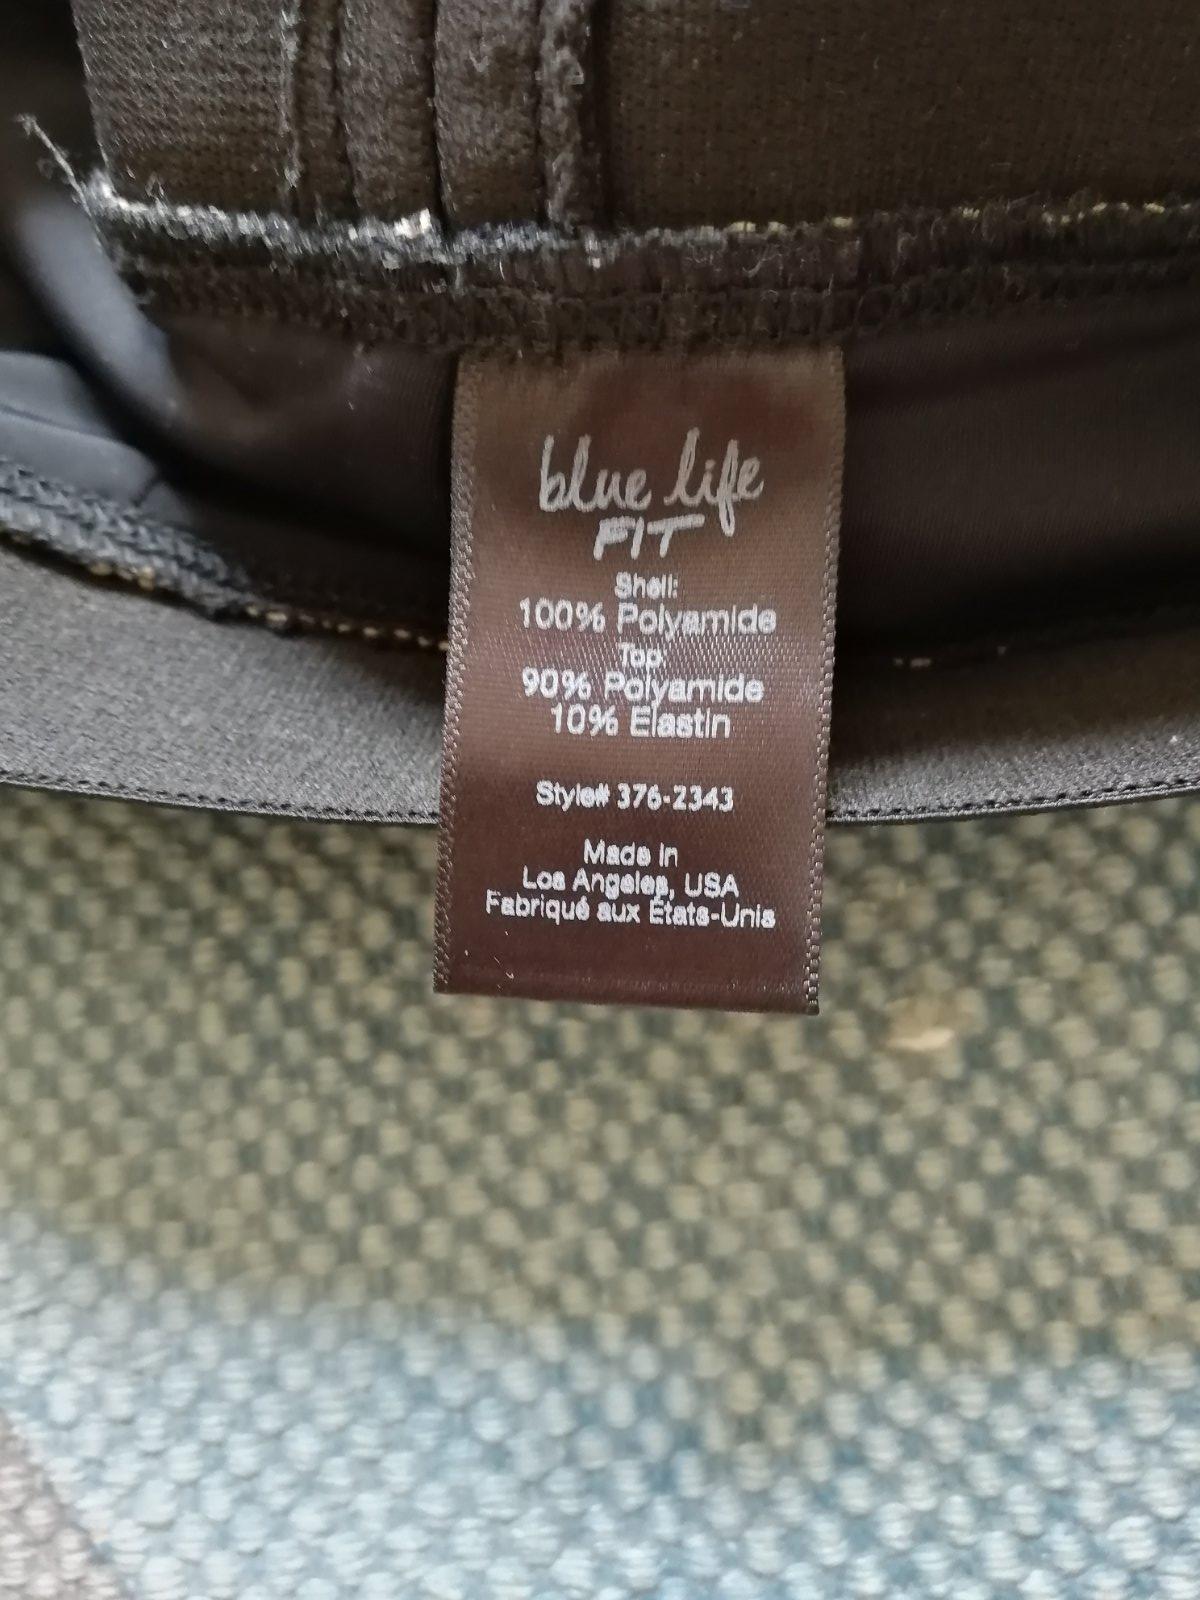 blue life
FIT
Shell:
100% Polyamide
Top:
90% Polyamide
10% Elastin
Style# 376-2343
Made in
Los Angeles, USA
Fabriqué aux États-Unis